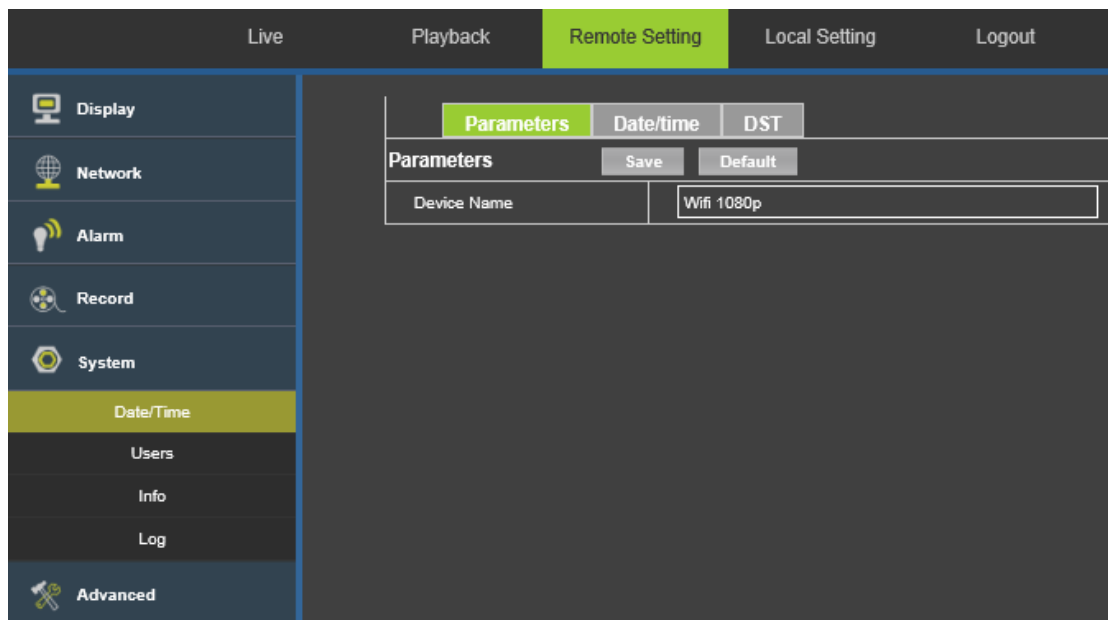 Live Playback Remote Setting Local Setting Logout
Display
Network
Alarm
Record
System
Date/Time
Users
Info
Log
Advanced
Parameters Date/time DST
Parameters Save Default
Device Name Wifi 1080p